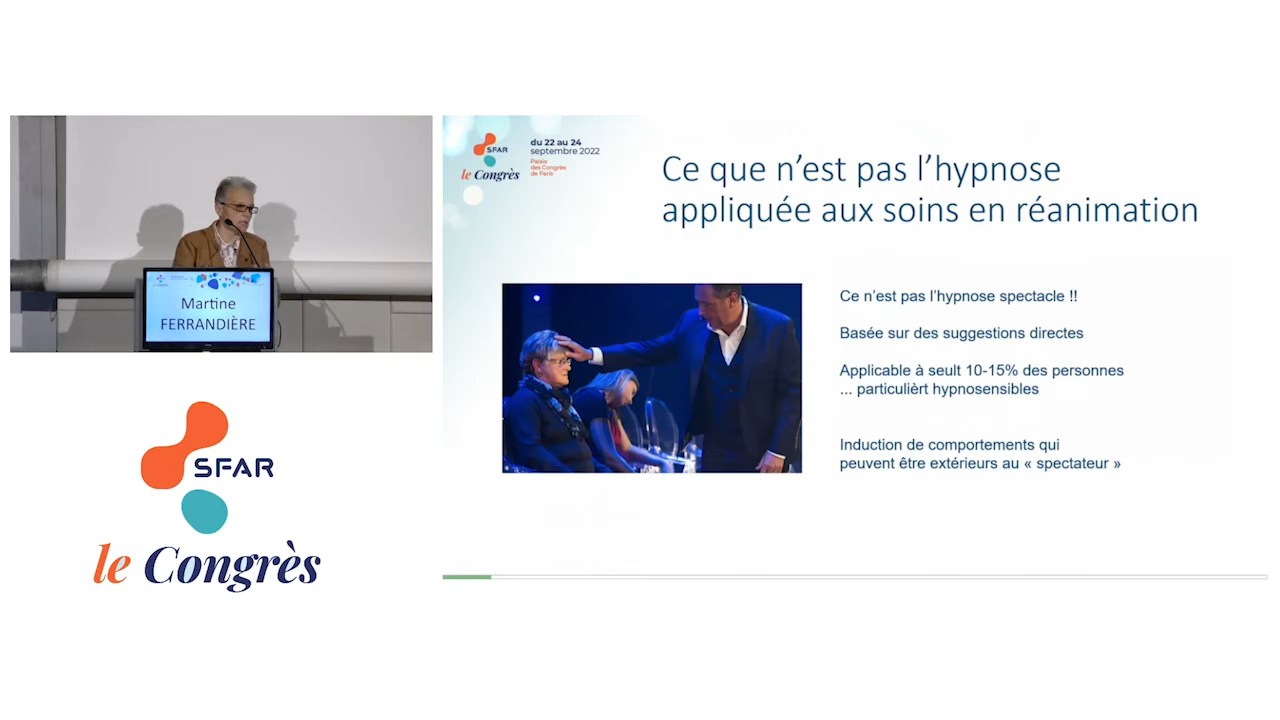 Martine
FERRANDIÈRE
SFAR
le Congrès
SFAR
le Congrès
du 22 au 24
septembre 2022
Palais
des Congrès
de Paris
Ce que n’est pas l’hypnose
appliquée aux soins en réanimation
Ce n’est pas l’hypnose spectacle !!
Basée sur des suggestions directes
Applicable à seult 10-15% des personnes
... particulièrt hypnosensibles
Induction de comportements qui
peuvent être extérieurs au « spectateur »